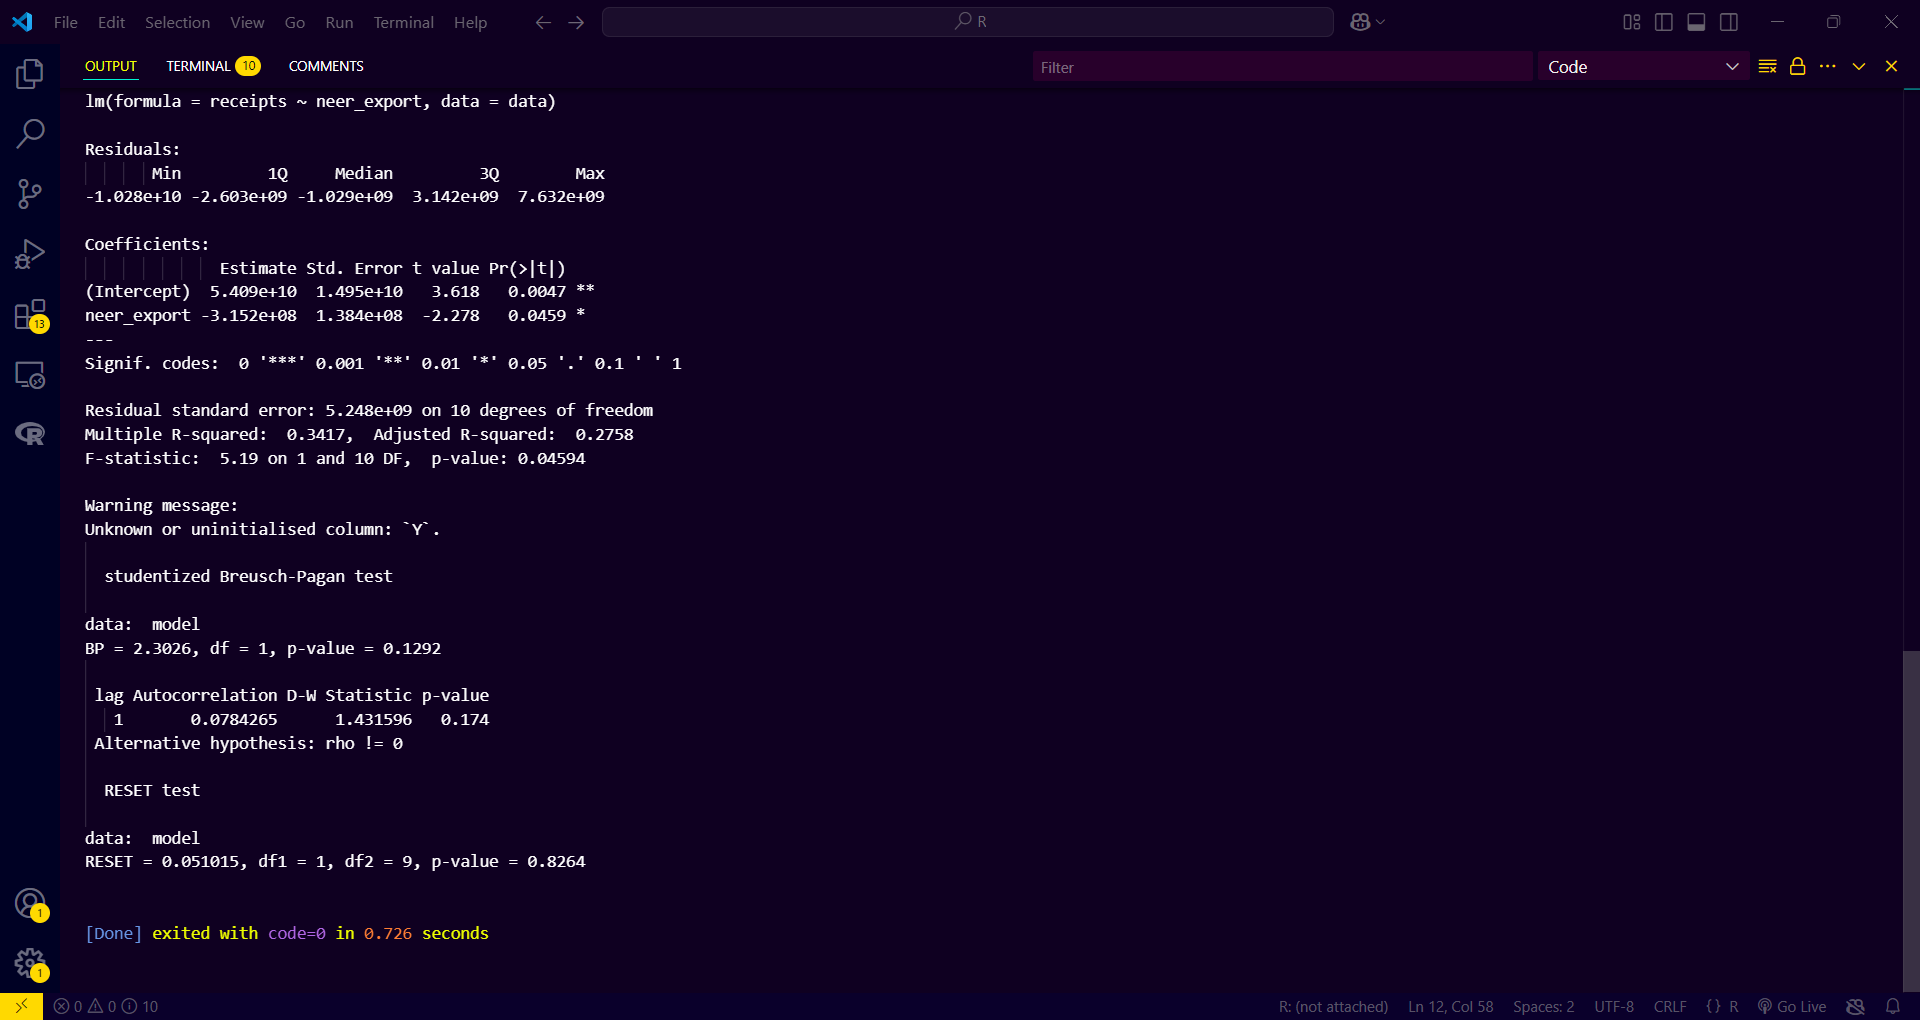 File Edit Selection View Go Run Terminal Help
R
OUTPUT TERMINAL 10 COMMENTS
Filter
Code
lm(formula = receipts ~ neer_export, data = data)
Residuals:
Min 1Q Median 3Q Max
-1.028e+10 -2.603e+09 -1.029e+09 3.142e+09 7.632e+09
Coefficients:
Estimate Std. Error t value Pr(>|t|)
(Intercept) 5.409e+10 1.495e+10 3.618 0.0047 **
neer_export -3.152e+08 1.384e+08 -2.278 0.0459 *
---
Signif. codes: 0 '***' 0.001 '**' 0.01 '*' 0.05 '.' 0.1 ' ' 1
Residual standard error: 5.248e+09 on 10 degrees of freedom
Multiple R-squared: 0.3417, Adjusted R-squared: 0.2758
F-statistic: 5.19 on 1 and 10 DF, p-value: 0.04594
Warning message:
Unknown or uninitialised column: `Y`.
studentized Breusch-Pagan test
data: model
BP = 2.3026, df = 1, p-value = 0.1292
lag Autocorrelation D-W Statistic p-value
1 0.0784265 1.431596 0.174
Alternative hypothesis: rho != 0
RESET test
data: model
RESET = 0.051015, df1 = 1, df2 = 9, p-value = 0.8264
[Done] exited with code=0 in 0.726 seconds
13
R
1
1
0 0 10
R: (not attached) Ln 12, Col 58 Spaces: 2 UTF-8 CRLF {} R Go Live